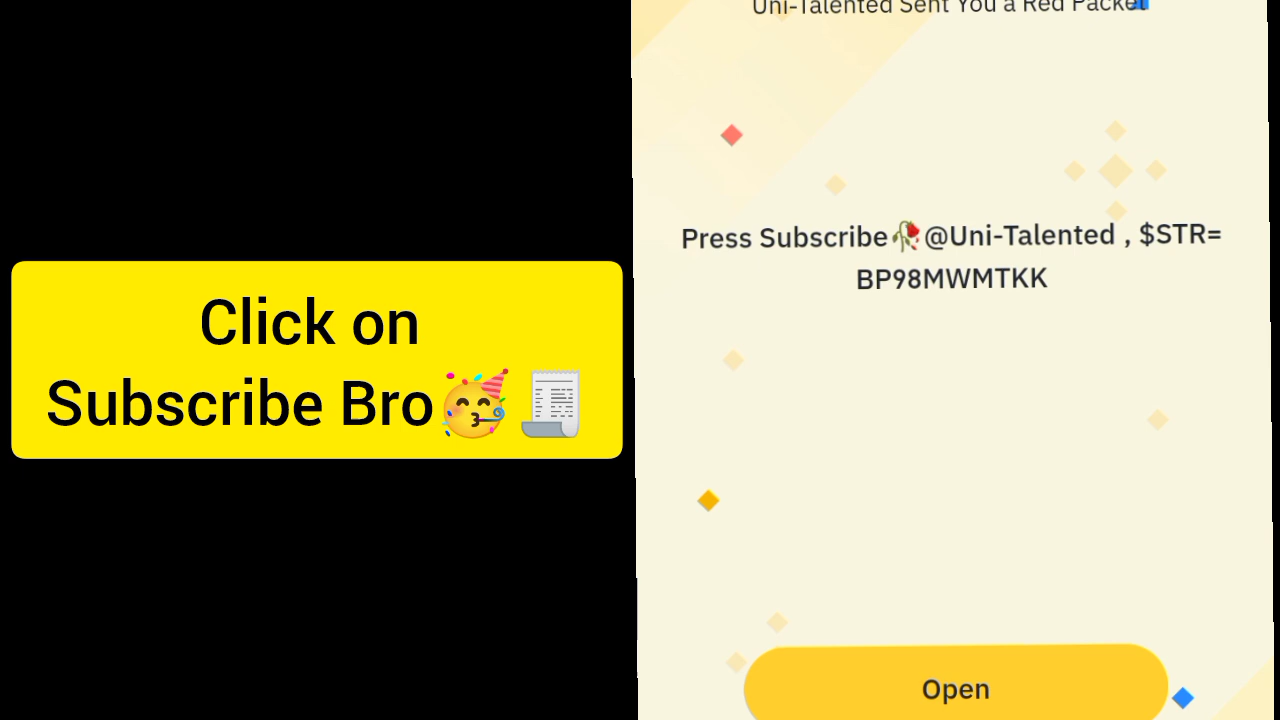 Uni-Talented Sent You a Red Packet
Click on
Subscribe Bro🥳🧾
Press Subscribe🥀@Uni-Talented , $STR=
BP98MWMTKK
Open